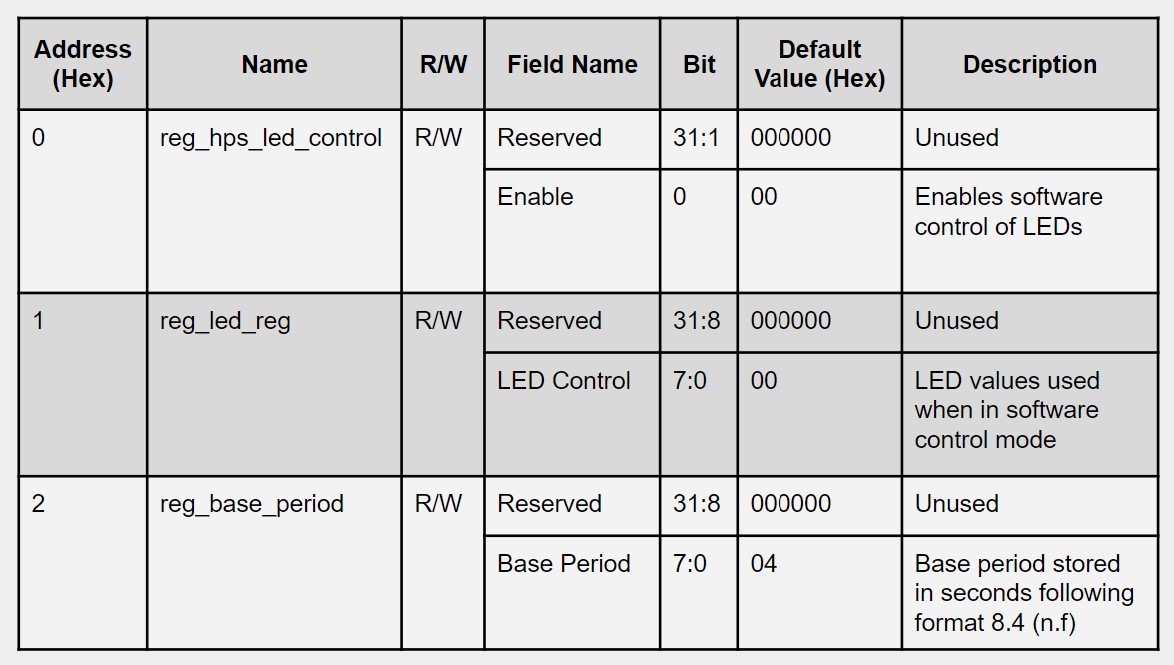 Address (Hex) Name R/W Field Name Bit Default Value (Hex) Description
0 reg_hps_led_control R/W Reserved 31:1 000000 Unused
Enable 0 00 Enables software control of LEDs
1 reg_led_reg R/W Reserved 31:8 000000 Unused
LED Control 7:0 00 LED values used when in software control mode
2 reg_base_period R/W Reserved 31:8 000000 Unused
Base Period 7:0 04 Base period stored in seconds following format 8.4 (n.f)